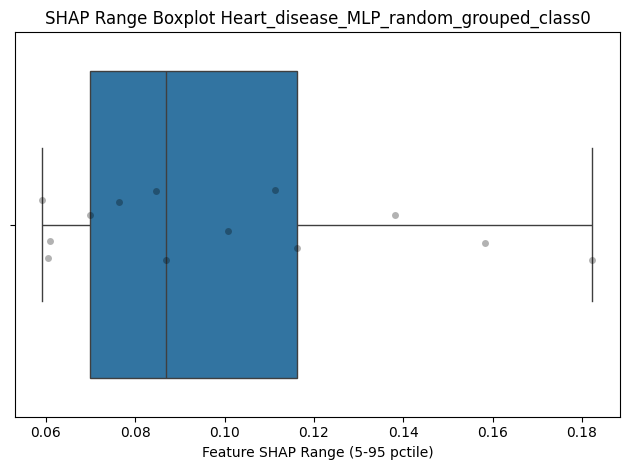 SHAP Range Boxplot Heart_disease_MLP_random_grouped_class0
0.06 0.08 0.10 0.12 0.14 0.16 0.18
Feature SHAP Range (5-95 pctile)